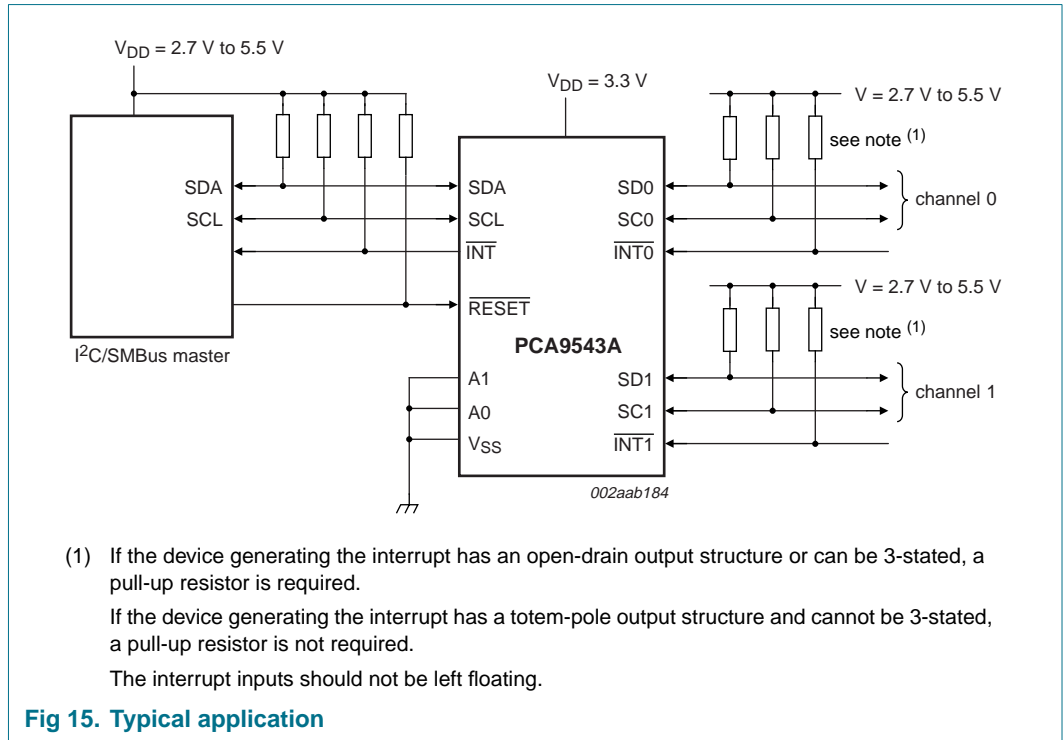 VDD = 2.7 V to 5.5 V
VDD = 3.3 V
V = 2.7 V to 5.5 V
see note (1)
SDA
SCL
SDA
SCL
INT
RESET
SD0
SC0
INT0
channel 0
V = 2.7 V to 5.5 V
see note (1)
I2C/SMBus master
PCA9543A
A1
A0
VSS
SD1
SC1
INT1
channel 1
002aab184
(1) If the device generating the interrupt has an open-drain output structure or can be 3-stated, a
pull-up resistor is required.
If the device generating the interrupt has a totem-pole output structure and cannot be 3-stated,
a pull-up resistor is not required.
The interrupt inputs should not be left floating.
Fig 15. Typical application